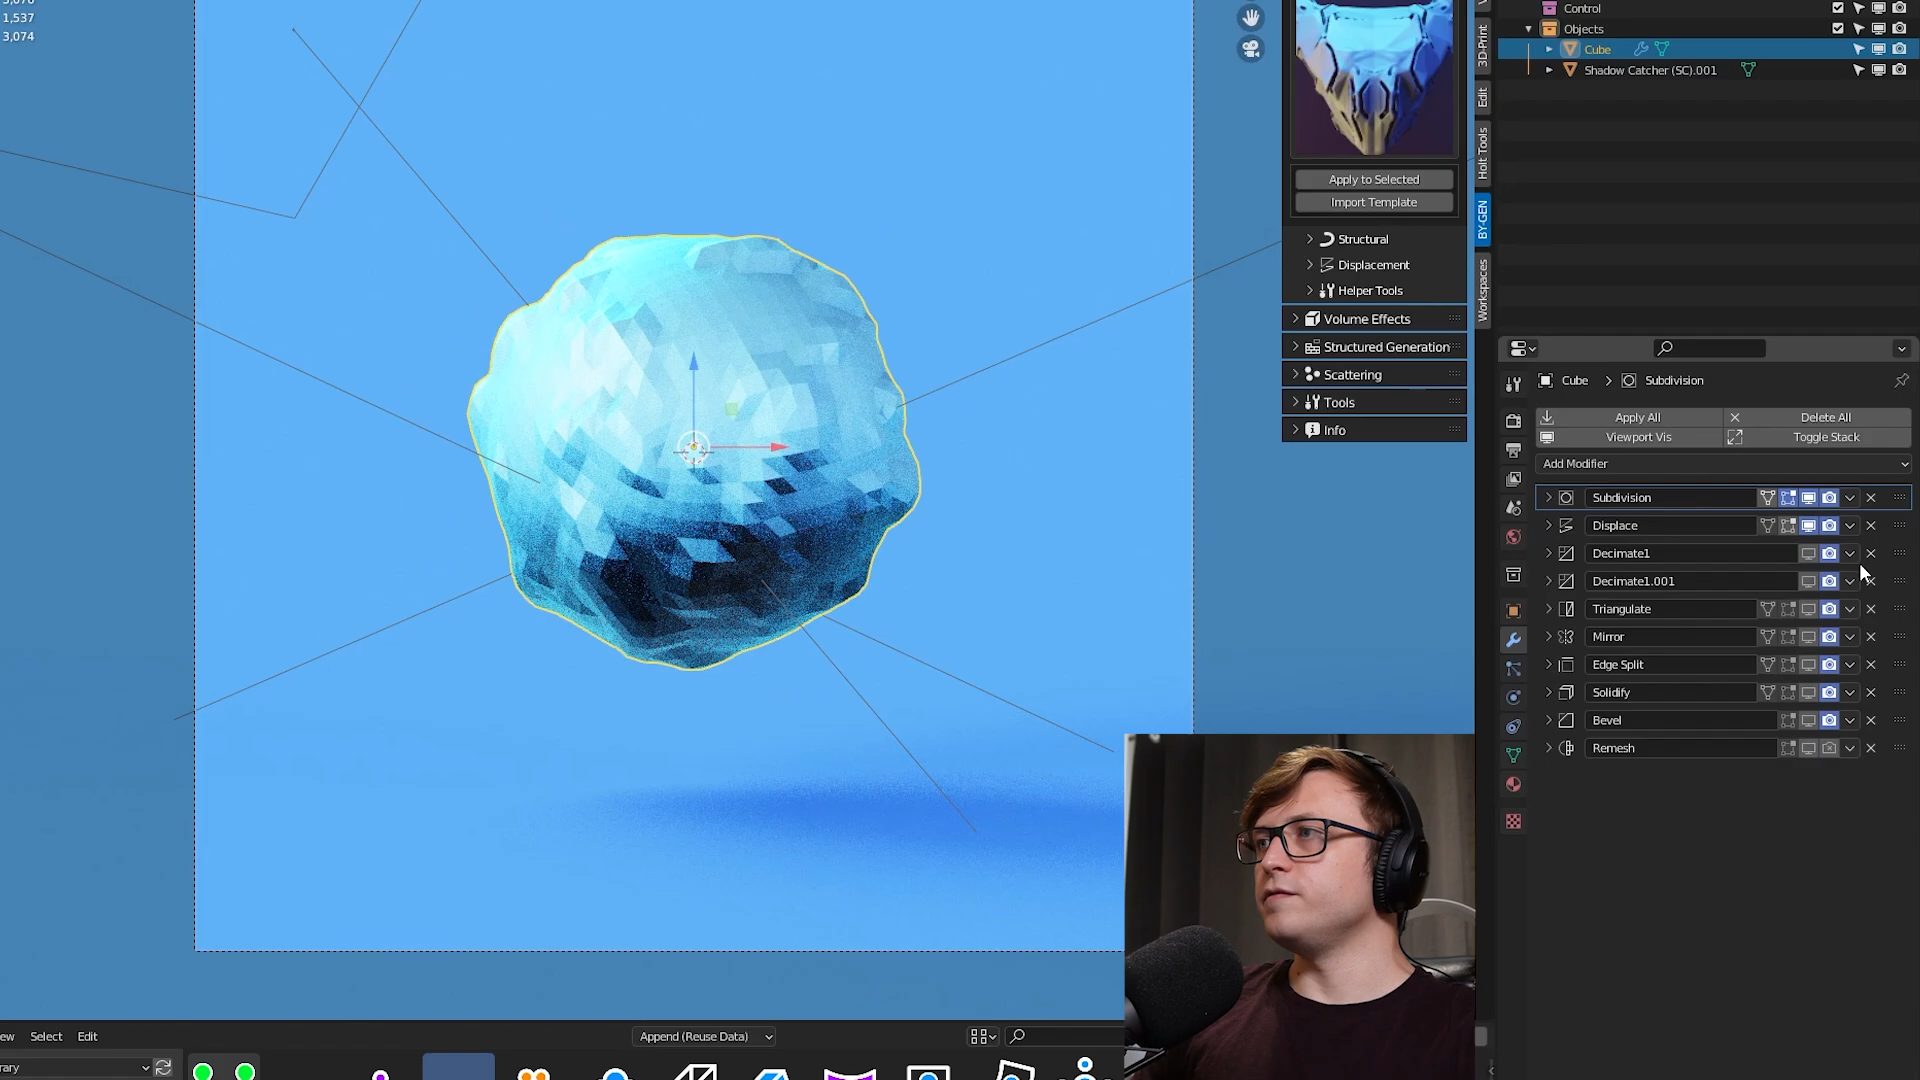 1,537
3,074
Control
Objects
Cube
Shadow Catcher (SC).001
3D-Print
Edit
Holt Tools
BY-GEN
Workspaces
Apply to Selected
Import Template
Structural
Displacement
Helper Tools
Volume Effects
Structured Generation
Scattering
Tools
Info
Cube > Subdivision
Apply All
Delete All
Viewport Vis
Toggle Stack
Add Modifier
Subdivision
Displace
Decimate1
Decimate1.001
Triangulate
Mirror
Edge Split
Solidify
Bevel
Remesh
Select
Edit
Append (Reuse Data)